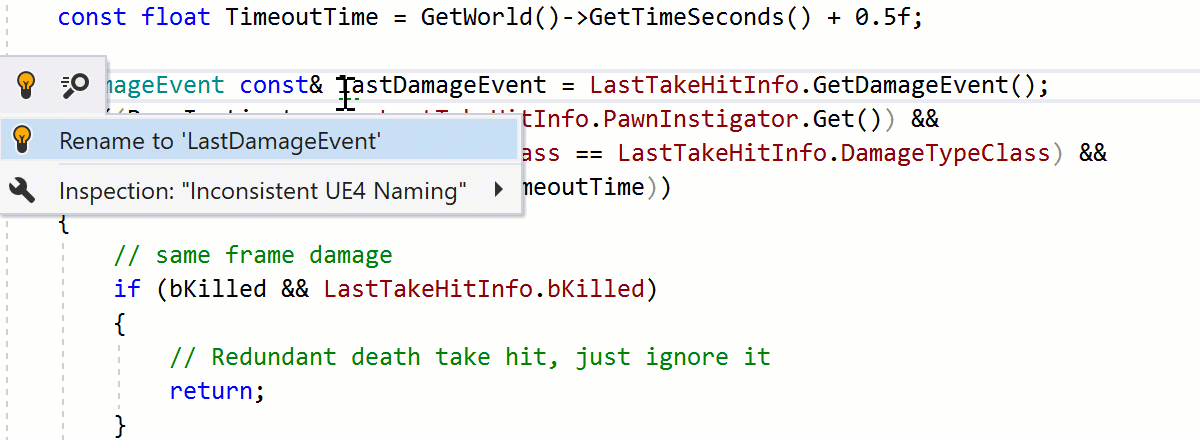 const float TimeoutTime = GetWorld()->GetTimeSeconds() + 0.5f;
mageEvent const& lastDamageEvent = LastTakeHitInfo.GetDamageEvent();
LastTakeHitInfo.PawnInstigator.Get()) &&
Rename to 'LastDamageEvent'
ass == LastTakeHitInfo.DamageTypeClass) &&
Inspection: "Inconsistent UE4 Naming"
meoutTime))
{
// same frame damage
if (bKilled && LastTakeHitInfo.bKilled)
{
// Redundant death take hit, just ignore it
return;
}